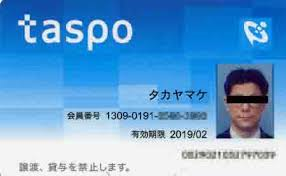 taspo
タカヤマケ
会員番号 1309-0191-
有効期限 2019/02
譲渡、貸与を禁止します。